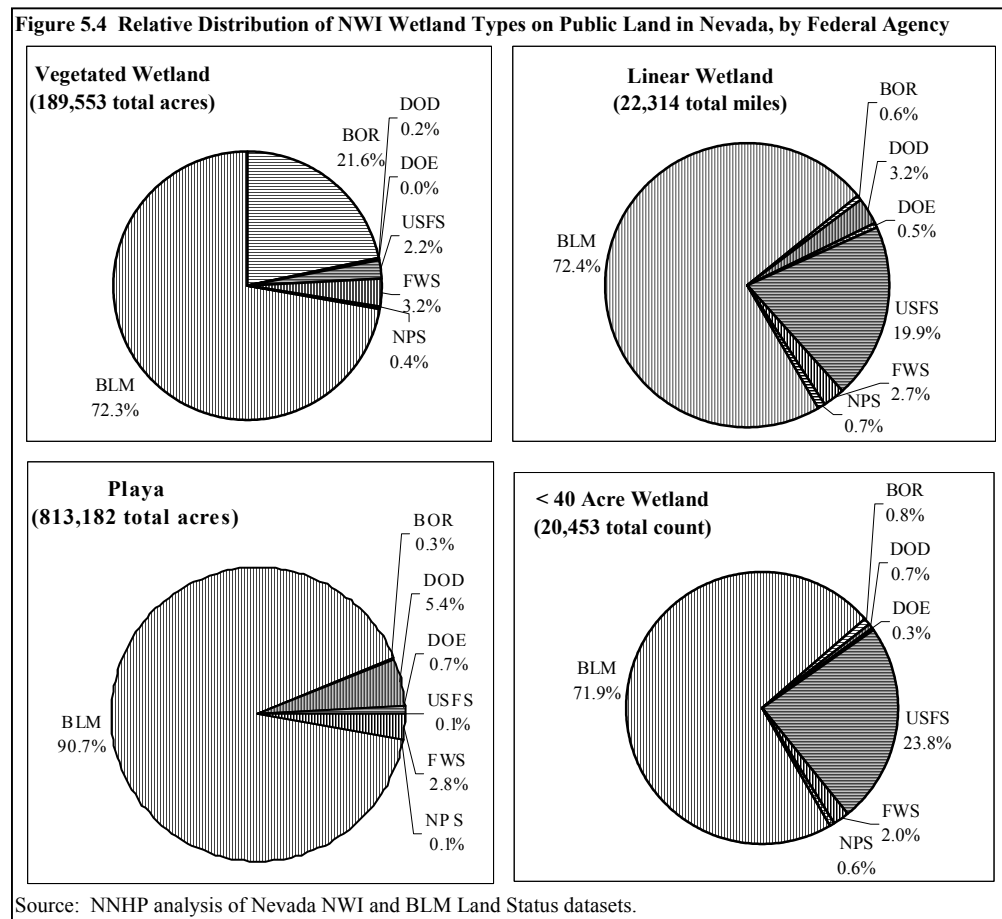 Figure 5.4 Relative Distribution of NWI Wetland Types on Public Land in Nevada, by Federal Agency
Vegetated Wetland
(189,553 total acres)
BOR
21.6%
DOD
0.2%
DOE
0.0%
USFS
2.2%
FWS
3.2%
NPS
0.4%
BLM
72.3%
Linear Wetland
(22,314 total miles)
BOR
0.6%
DOD
3.2%
DOE
0.5%
BLM
72.4%
USFS
19.9%
FWS
2.7%
NPS
0.7%
Playa
(813,182 total acres)
BOR
0.3%
DOD
5.4%
DOE
0.7%
USFS
0.1%
BLM
90.7%
FWS
2.8%
NPS
0.1%
< 40 Acre Wetland
(20,453 total count)
BOR
0.8%
DOD
0.7%
DOE
0.3%
BLM
71.9%
USFS
23.8%
FWS
2.0%
NPS
0.6%
Source: NNHP analysis of Nevada NWI and BLM Land Status datasets.